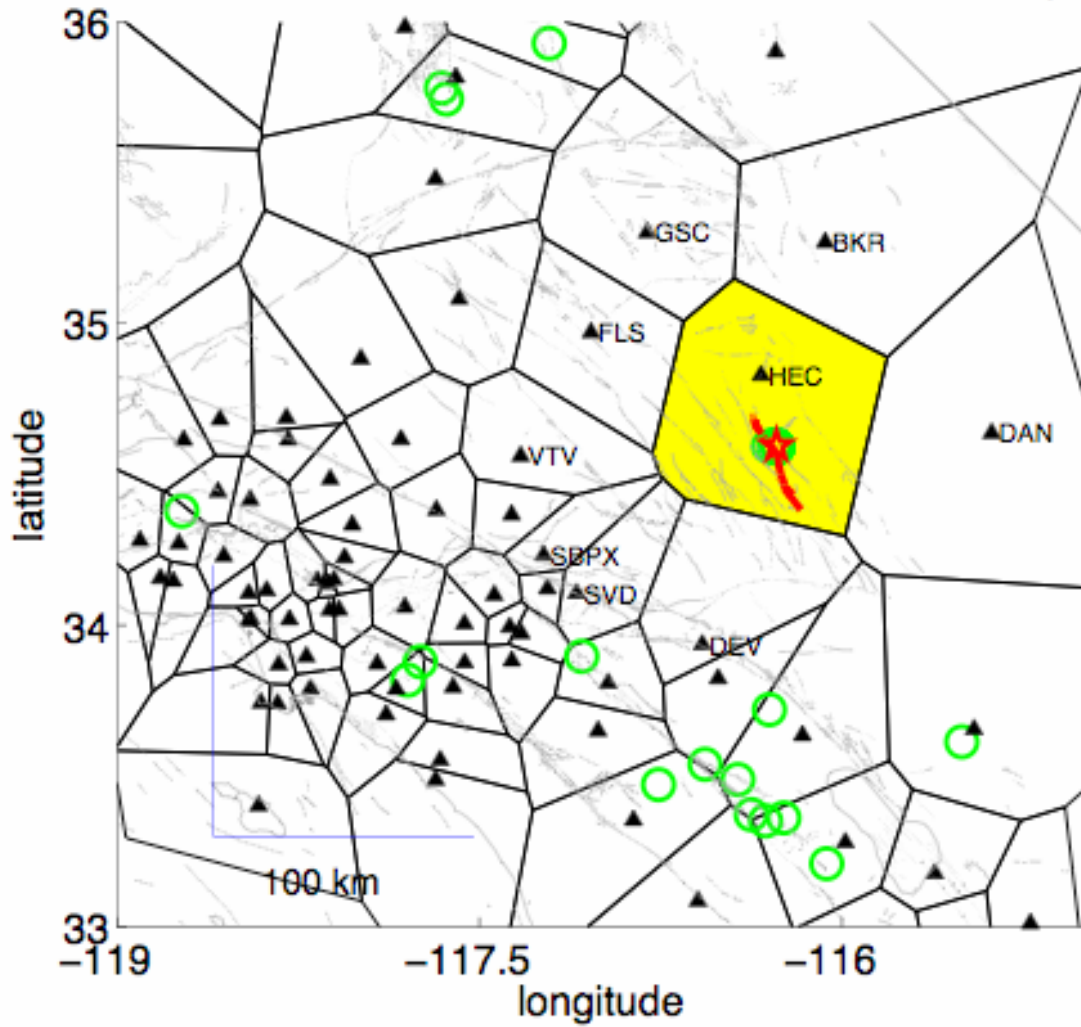 36
GSC
BKR
35
FLS
HEC
DAN
VTV
SBPX
SVD
34
DEV
100 km
33
−119
−117.5
−116
longitude
latitude